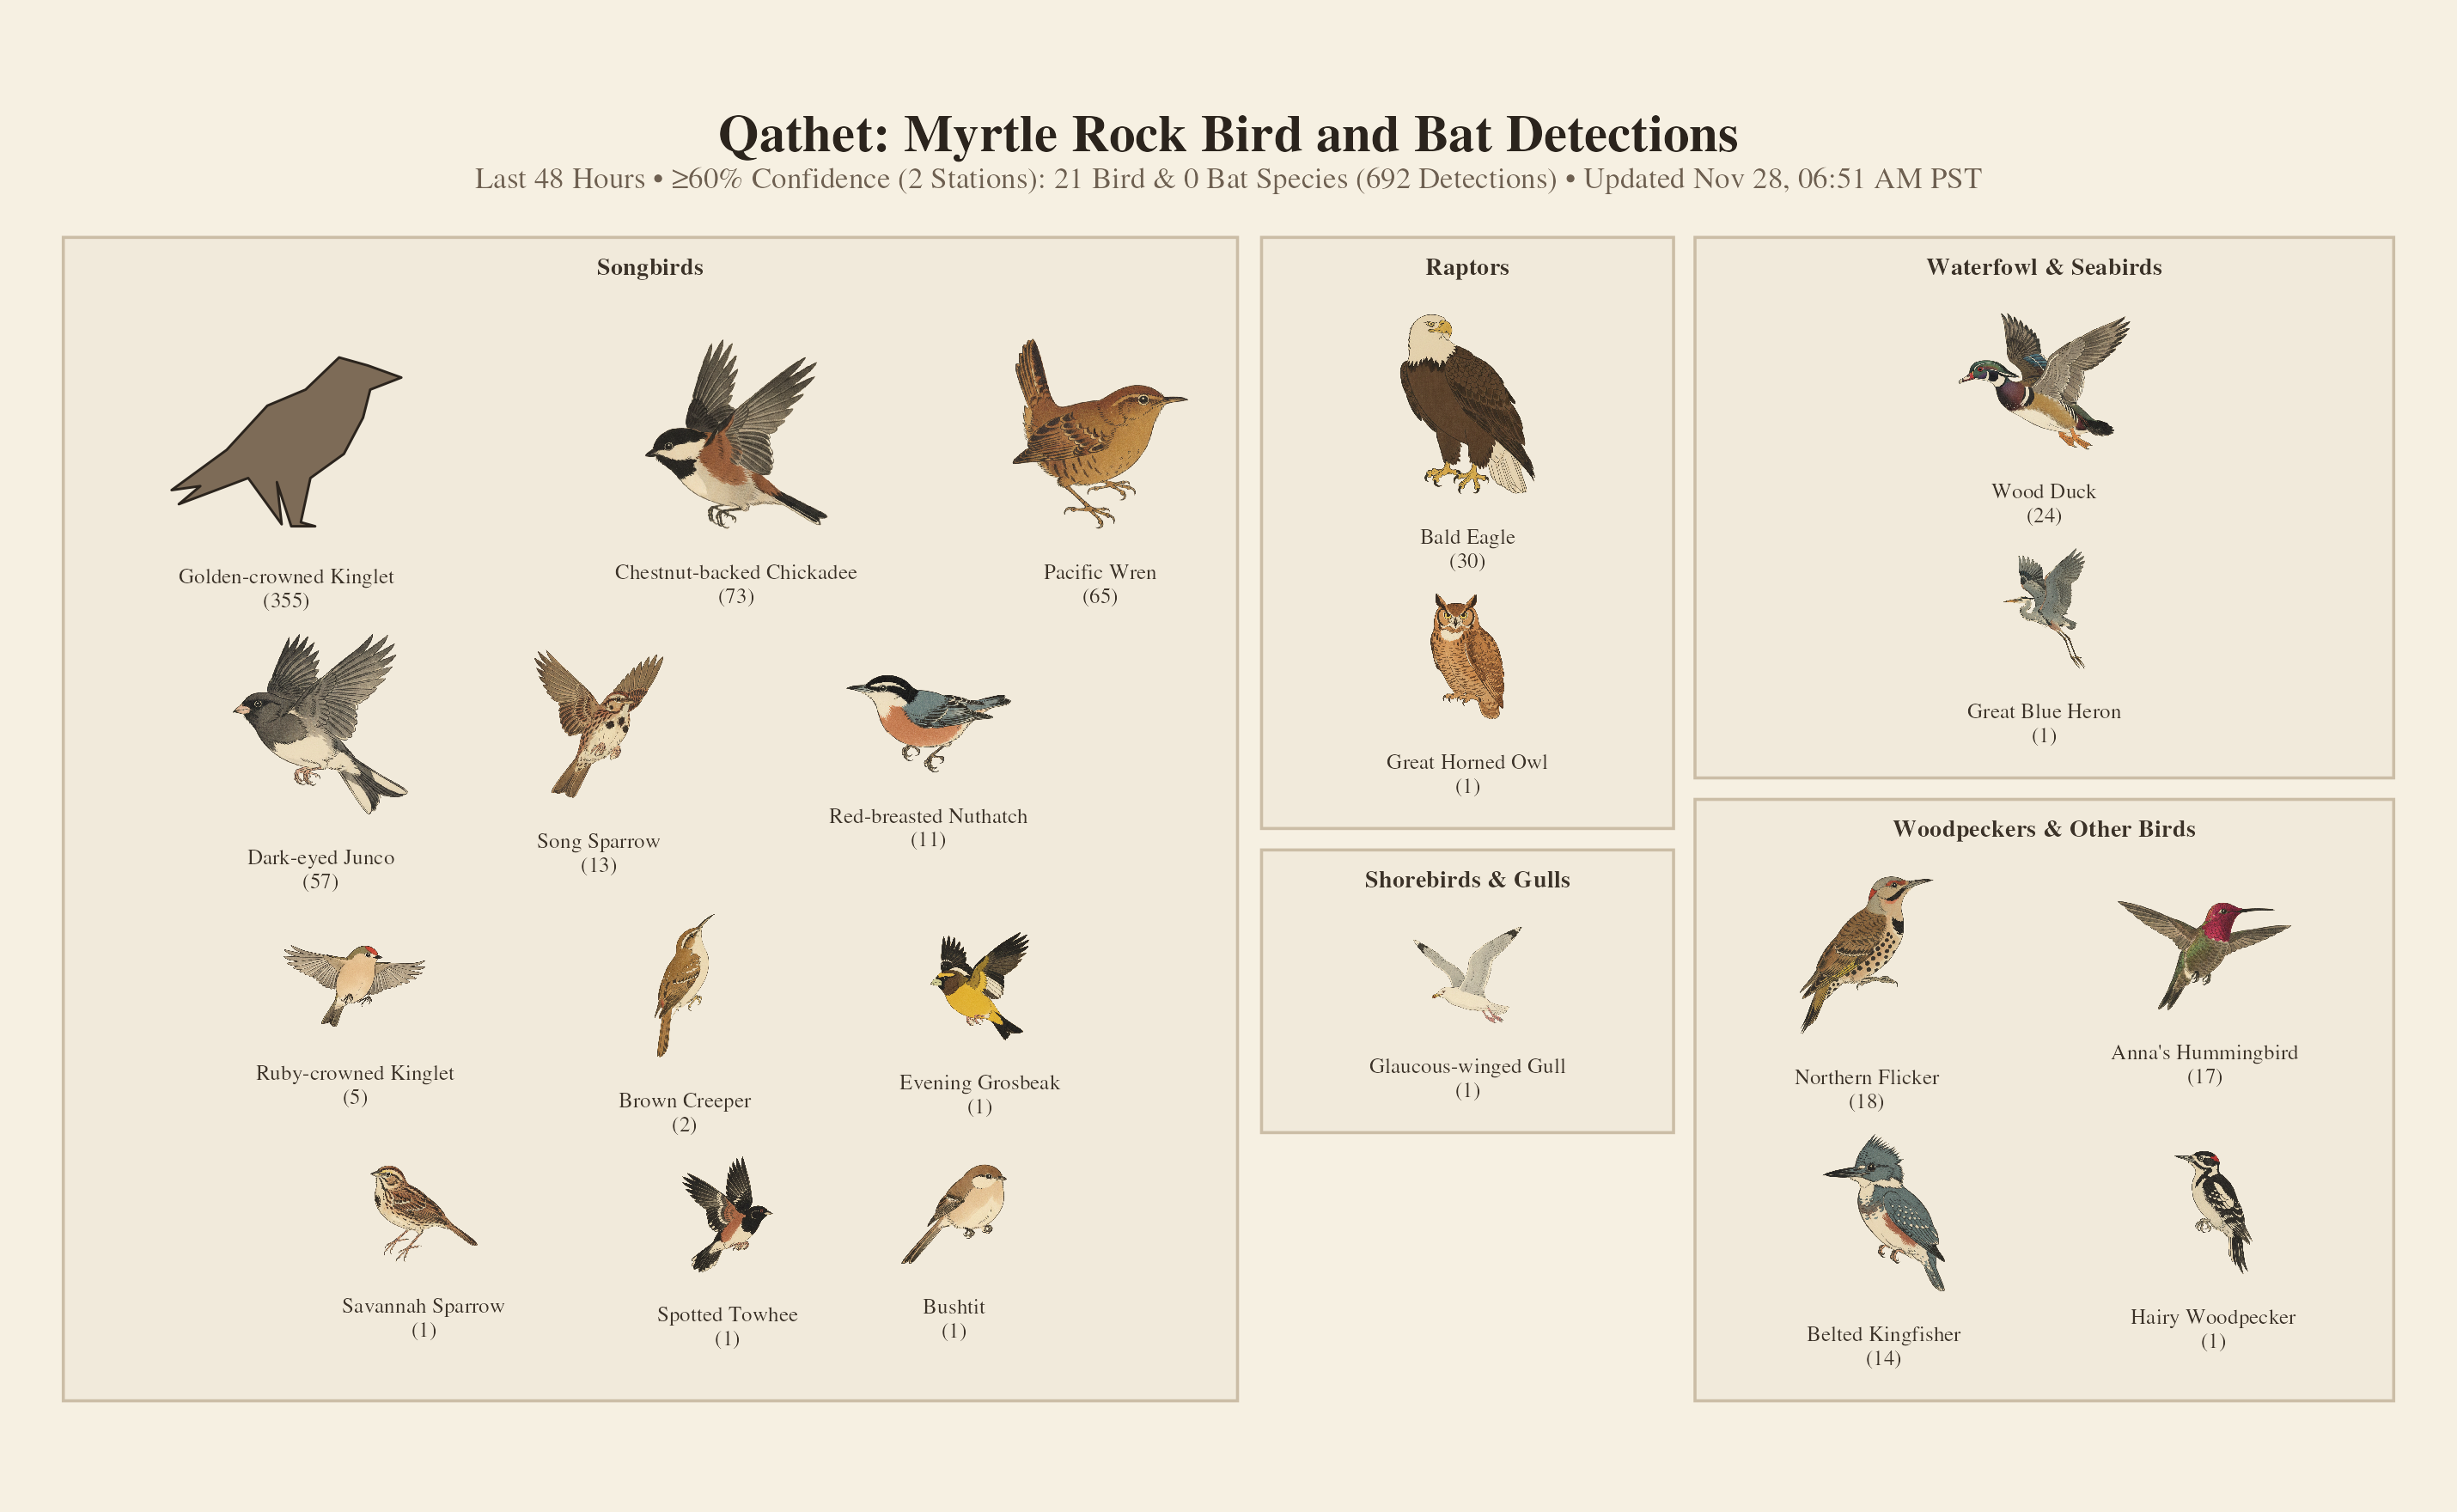 Qathet: Myrtle Rock Bird and Bat Detections
Last 48 Hours • ≥60% Confidence (2 Stations): 21 Bird & 0 Bat Species (692 Detections) • Updated Nov 28, 06:51 AM PST
Songbirds
Golden-crowned Kinglet
(355)
Chestnut-backed Chickadee
(73)
Pacific Wren
(65)
Dark-eyed Junco
(57)
Song Sparrow
(13)
Red-breasted Nuthatch
(11)
Ruby-crowned Kinglet
(5)
Brown Creeper
(2)
Evening Grosbeak
(1)
Savannah Sparrow
(1)
Spotted Towhee
(1)
Bushtit
(1)
Raptors
Bald Eagle
(30)
Great Horned Owl
(1)
Shorebirds & Gulls
Glaucous-winged Gull
(1)
Waterfowl & Seabirds
Wood Duck
(24)
Great Blue Heron
(1)
Woodpeckers & Other Birds
Northern Flicker
(18)
Anna's Hummingbird
(17)
Belted Kingfisher
(14)
Hairy Woodpecker
(1)